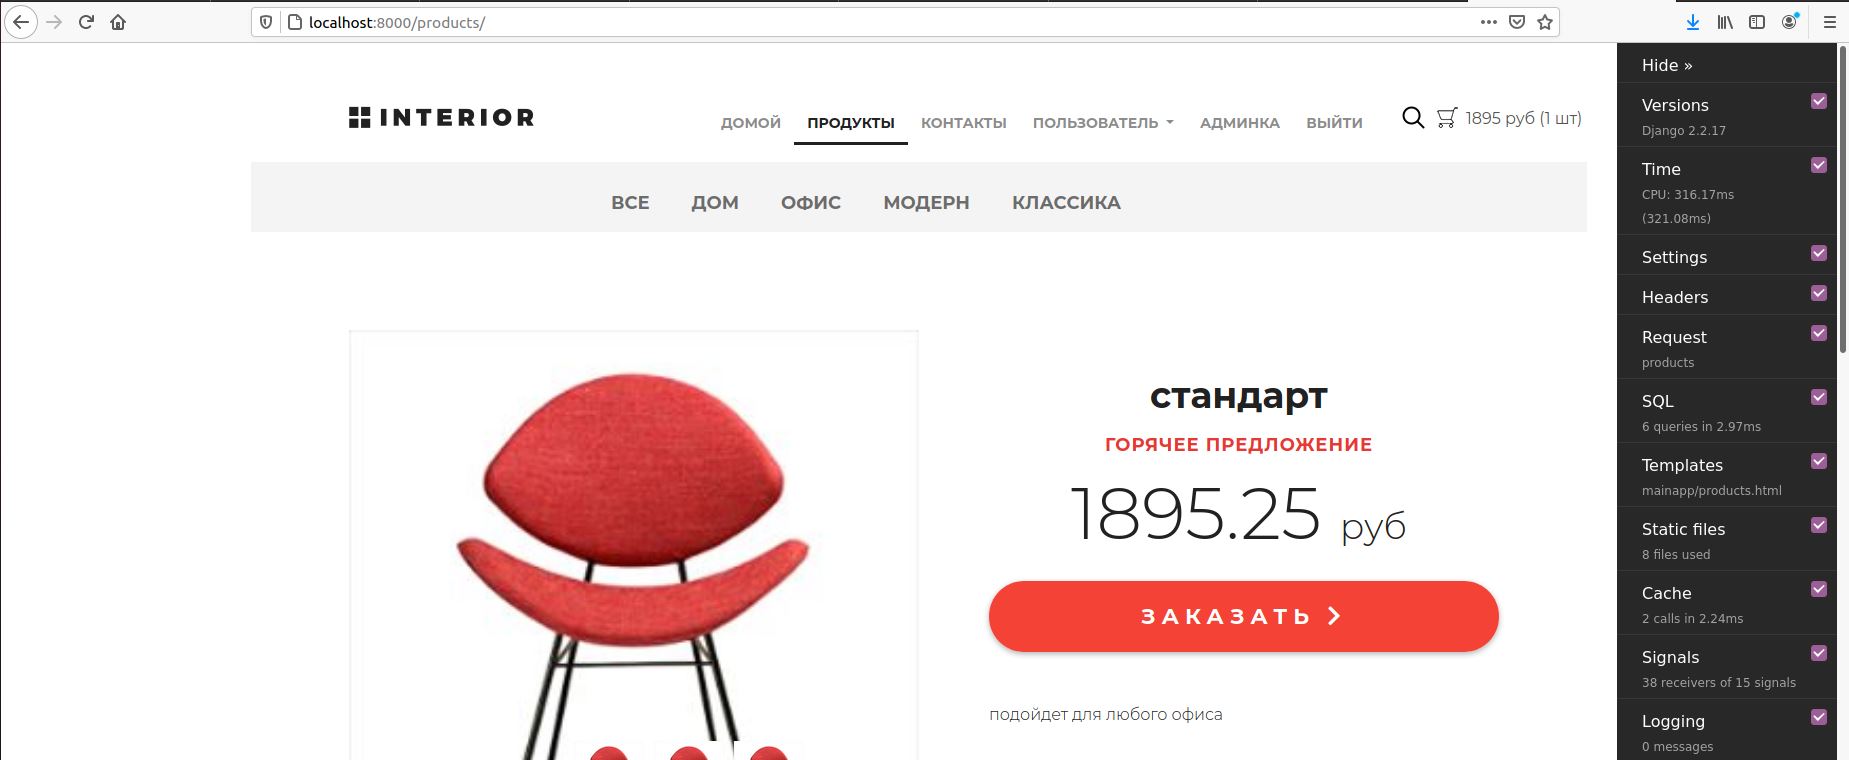 localhost:8000/products/
INTERIOR
ДОМОЙ ПРОДУКТЫ КОНТАКТЫ ПОЛЬЗОВАТЕЛЬ АДМИНКА ВЫЙТИ 1895 руб (1 шт)
ВСЕ ДОМ ОФИС МОДЕРН КЛАССИКА
стандарт
ГОРЯЧЕЕ ПРЕДЛОЖЕНИЕ
1895.25 руб
ЗАКАЗАТЬ
подойдет для любого офиса
Hide »
Versions
Django 2.2.17
Time
CPU: 316.17ms
(321.08ms)
Settings
Headers
Request
products
SQL
6 queries in 2.97ms
Templates
mainapp/products.html
Static files
8 files used
Cache
2 calls in 2.24ms
Signals
38 receivers of 15 signals
Logging
0 messages